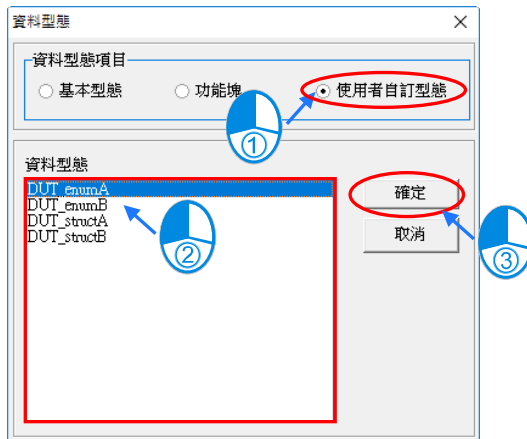 資料型態
資料型態項目
基本型態
功能塊
使用者自訂型態
①
資料型態
DUT_enumA
DUT_enumB
DUT_structA
DUT_structB
②
確定
取消
③